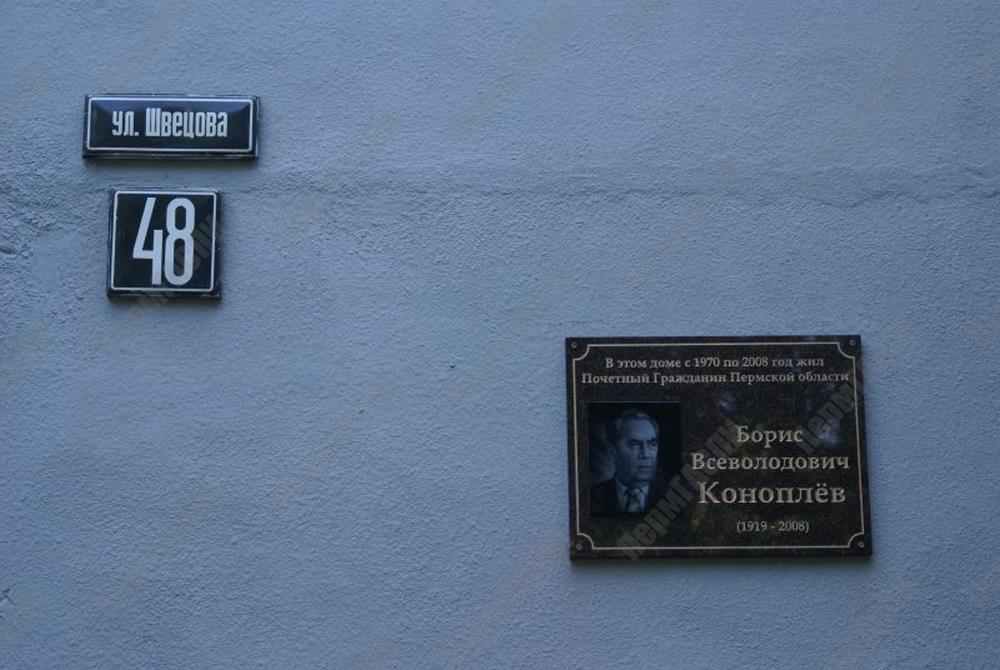 ул. Швецова
48
В этом доме с 1970 по 2008 год жил
Почетный Гражданин Пермской области
Борис
Всеволодович
Коноплёв
(1919 - 2008)